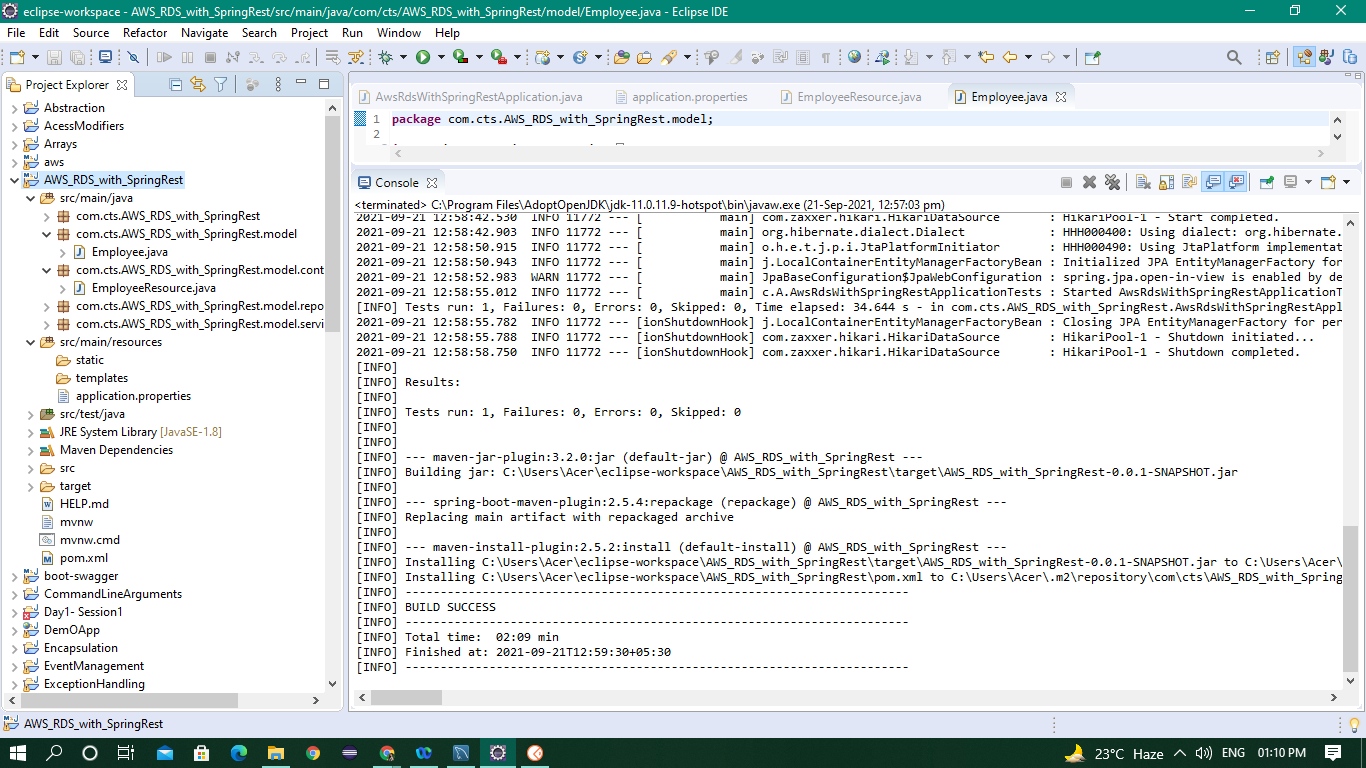 eclipse-workspace - AWS_RDS_with_SpringRest/src/main/java/com/cts/AWS_RDS_with_SpringRest/model/Employee.java - Eclipse IDE
File Edit Source Refactor Navigate Search Project Run Window Help
Project Explorer
Abstraction
AcessModifiers
Arrays
aws
AWS_RDS_with_SpringRest
src/main/java
com.cts.AWS_RDS_with_SpringRest
com.cts.AWS_RDS_with_SpringRest.model
Employee.java
com.cts.AWS_RDS_with_SpringRest.model.cont
EmployeeResource.java
com.cts.AWS_RDS_with_SpringRest.model.repo
com.cts.AWS_RDS_with_SpringRest.model.servi
src/main/resources
static
templates
application.properties
src/test/java
JRE System Library [JavaSE-1.8]
Maven Dependencies
src
target
HELP.md
mvnw
mvnw.cmd
pom.xml
boot-swagger
CommandLineArguments
Day1- Session1
DemOApp
Encapsulation
EventManagement
ExceptionHandling
AwsRdsWithSpringRestApplication.java application.properties EmployeeResource.java Employee.java
1 package com.cts.AWS_RDS_with_SpringRest.model;
2
Console
<terminated> C:\Program Files\AdoptOpenJDK\jdk-11.0.11.9-hotspot\bin\javaw.exe (21-Sep-2021, 12:57:03 pm)
2021-09-21 12:58:42.530 INFO 11772 --- [ main] com.zaxxer.hikari.HikariDataSource : HikariPool-1 - Start completed.
2021-09-21 12:58:42.903 INFO 11772 --- [ main] org.hibernate.dialect.Dialect : HHH000400: Using dialect: org.hibernate.
2021-09-21 12:58:50.915 INFO 11772 --- [ main] o.h.e.t.j.p.i.JtaPlatformInitiator : HHH000490: Using JtaPlatform implementat
2021-09-21 12:58:50.943 INFO 11772 --- [ main] j.LocalContainerEntityManagerFactoryBean : Initialized JPA EntityManagerFactory for
2021-09-21 12:58:52.983 WARN 11772 --- [ main] JpaBaseConfiguration$JpaWebConfiguration : spring.jpa.open-in-view is enabled by de
2021-09-21 12:58:55.012 INFO 11772 --- [ main] c.A.AwsRdsWithSpringRestApplicationTests : Started AwsRdsWithSpringRestApplicationT
[INFO] Tests run: 1, Failures: 0, Errors: 0, Skipped: 0, Time elapsed: 34.644 s - in com.cts.AWS_RDS_with_SpringRest.AwsRdsWithSpringRestAppl
2021-09-21 12:58:55.782 INFO 11772 --- [ionShutdownHook] j.LocalContainerEntityManagerFactoryBean : Closing JPA EntityManagerFactory for per
2021-09-21 12:58:55.788 INFO 11772 --- [ionShutdownHook] com.zaxxer.hikari.HikariDataSource : HikariPool-1 - Shutdown initiated...
2021-09-21 12:58:58.750 INFO 11772 --- [ionShutdownHook] com.zaxxer.hikari.HikariDataSource : HikariPool-1 - Shutdown completed.
[INFO]
[INFO] Results:
[INFO]
[INFO] Tests run: 1, Failures: 0, Errors: 0, Skipped: 0
[INFO]
[INFO]
[INFO] --- maven-jar-plugin:3.2.0:jar (default-jar) @ AWS_RDS_with_SpringRest ---
[INFO] Building jar: C:\Users\Acer\eclipse-workspace\AWS_RDS_with_SpringRest\target\AWS_RDS_with_SpringRest-0.0.1-SNAPSHOT.jar
[INFO]
[INFO] --- spring-boot-maven-plugin:2.5.4:repackage (repackage) @ AWS_RDS_with_SpringRest ---
[INFO] Replacing main artifact with repackaged archive
[INFO]
[INFO] --- maven-install-plugin:2.5.2:install (default-install) @ AWS_RDS_with_SpringRest ---
[INFO] Installing C:\Users\Acer\eclipse-workspace\AWS_RDS_with_SpringRest\target\AWS_RDS_with_SpringRest-0.0.1-SNAPSHOT.jar to C:\Users\Acer\
[INFO] Installing C:\Users\Acer\eclipse-workspace\AWS_RDS_with_SpringRest\pom.xml to C:\Users\Acer\.m2\repository\com\cts\AWS_RDS_with_Spring
[INFO] ------------------------------------------------------------------------
[INFO] BUILD SUCCESS
[INFO] ------------------------------------------------------------------------
[INFO] Total time:  02:09 min
[INFO] Finished at: 2021-09-21T12:59:30+05:30
[INFO] ------------------------------------------------------------------------
AWS_RDS_with_SpringRest
23°C Haze ENG 01:10 PM